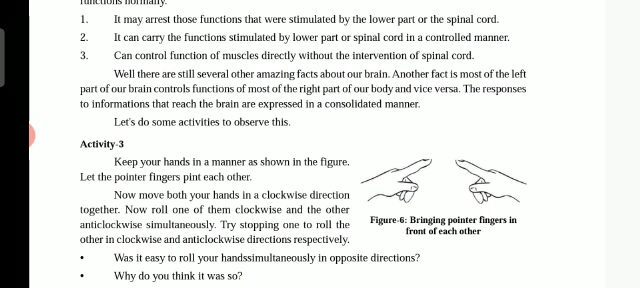 functions normally.
1. It may arrest those functions that were stimulated by the lower part or the spinal cord.
2. It can carry the functions stimulated by lower part or spinal cord in a controlled manner.
3. Can control function of muscles directly without the intervention of spinal cord.
Well there are still several other amazing facts about our brain. Another fact is most of the left
part of our brain controls functions of most of the right part of our body and vice versa. The responses
to informations that reach the brain are expressed in a consolidated manner.
Let's do some activities to observe this.
Activity-3
Keep your hands in a manner as shown in the figure.
Let the pointer fingers pint each other.
Now move both your hands in a clockwise direction
together. Now roll one of them clockwise and the other
anticlockwise simultaneously. Try stopping one to roll the
other in clockwise and anticlockwise directions respectively.
Figure-6: Bringing pointer fingers in
front of each other
• Was it easy to roll your handssimultaneously in opposite directions?
• Why do you think it was so?